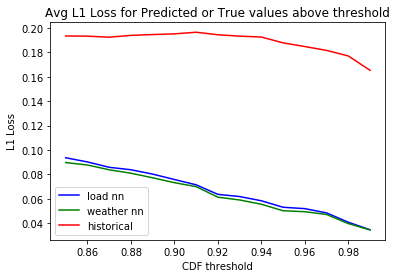 Avg L1 Loss for Predicted or True values above threshold
L1 Loss
0.20
0.18
0.16
0.14
0.12
0.10
0.08
0.06
0.04
load nn
weather nn
historical
0.86
0.88
0.90
0.92
0.94
0.96
0.98
CDF threshold